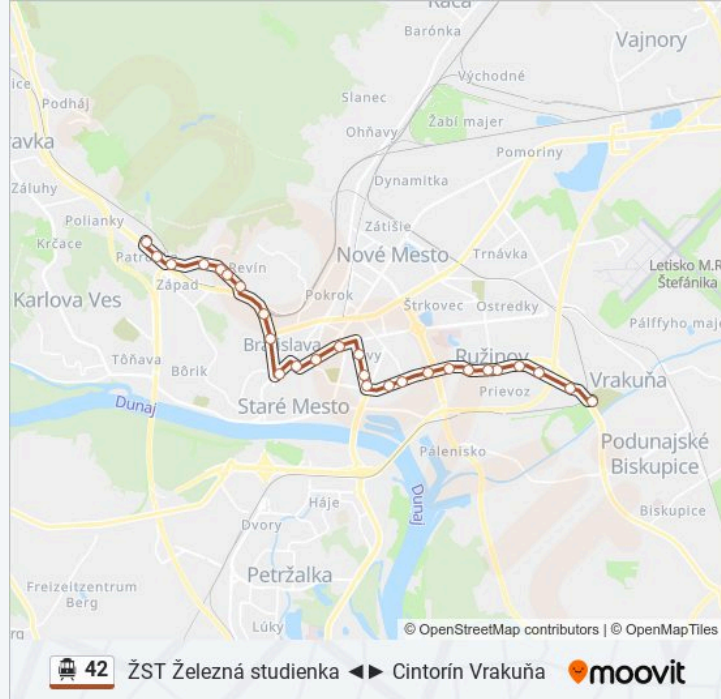 Rača
Barónka
Vajnory
Východné
Podháj
Slanec
Žabí majer
Ohňavy
ravka
Pomoriny
Dynamitka
Záluhy
Polianky
Zátišie
Krčace
Patrónka
Revín
Nové Mesto
Trnávka
Letisko M.R
Štefánika
Západ
Karlova Ves
Pokrok
Štrkovec
Ostredky
Pálffyho maje
Bratislava
Tôňava
Ružinov
Bôrik
Vrakuňa
Prievoz
Dunaj
Staré Mesto
Podunajské
Biskupice
Pálenisko
Háje
Dunaj
Dvory
Biskupice
Petržalka
Freizeitzentrum
Berg
Lúky
© OpenStreetMap contributors | © OpenMapTiles
42 ŽST Železná studienka ◄► Cintorín Vrakuňa moovit